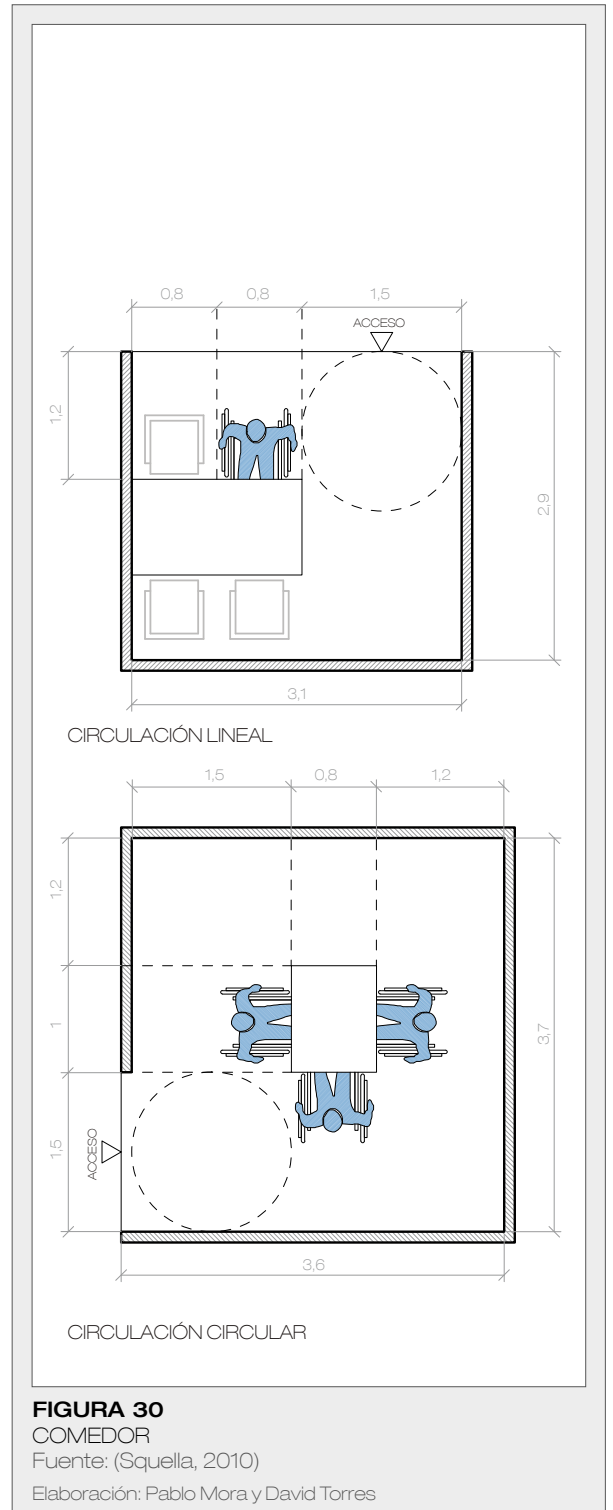 0,8 0,8 1,5
ACCESO
1,2
2,9
3,1
CIRCULACIÓN LINEAL
1,5 0,8 1,2
1,2
1
3,7
1,5
ACCESO
3,6
CIRCULACIÓN CIRCULAR
FIGURA 30
COMEDOR
Fuente: (Squella, 2010)
Elaboración: Pablo Mora y David Torres